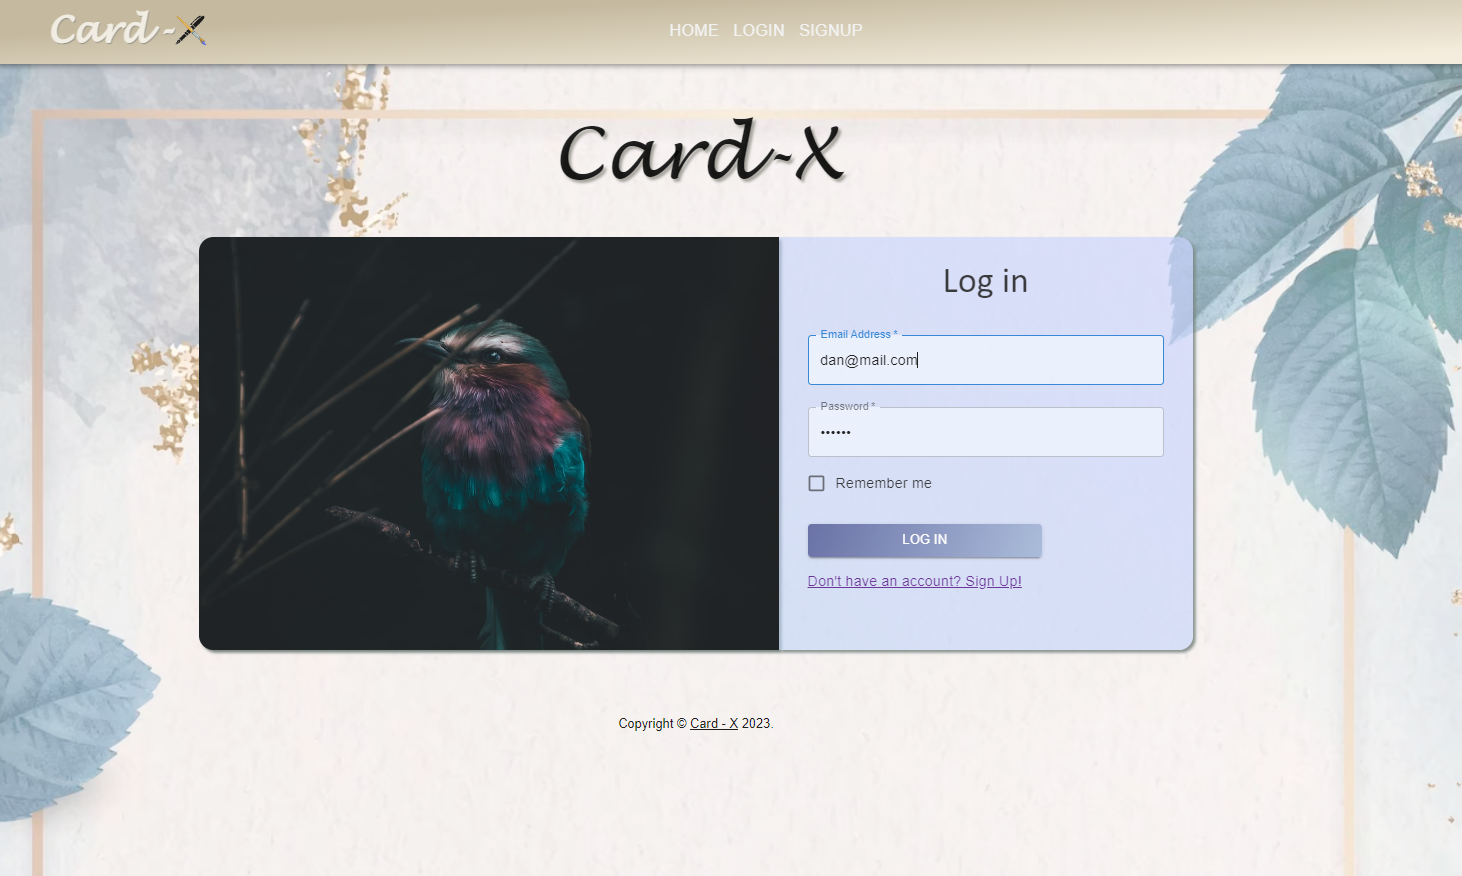 Card-X
HOME LOGIN SIGNUP
Card-X
Log in
Email Address *
dan@mail.com
Password *
••••••
Remember me
LOG IN
Don't have an account? Sign Up!
Copyright © Card - X 2023.